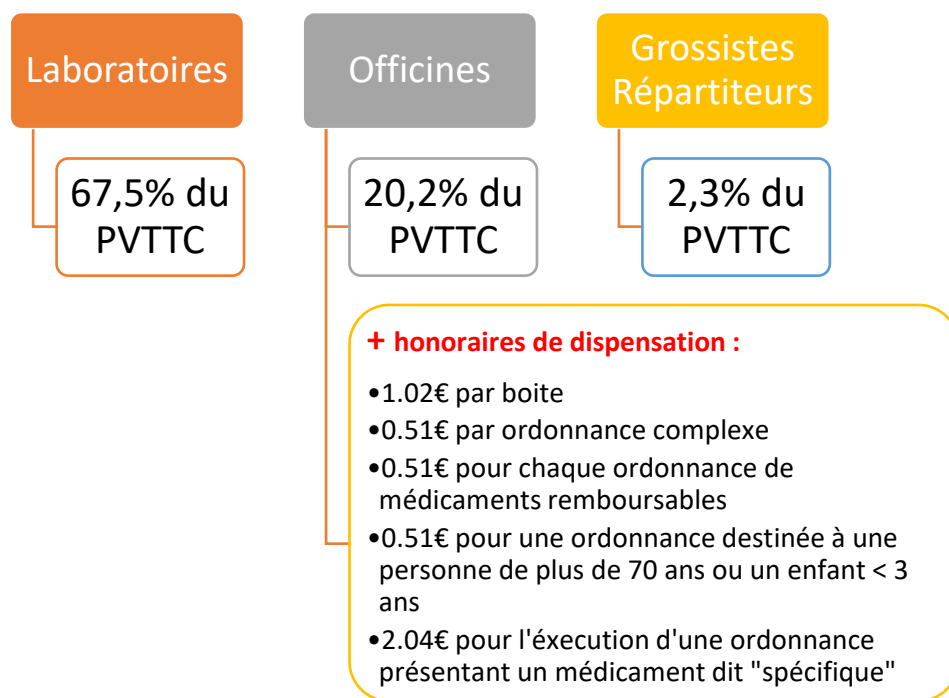 Laboratoires
67,5% du
PVTTC
Officines
20,2% du
PVTTC
Grossistes
Répartiteurs
2,3% du
PVTTC
+ honoraires de dispensation :
•1.02€ par boite
•0.51€ par ordonnance complexe
•0.51€ pour chaque ordonnance de
médicaments remboursables
•0.51€ pour une ordonnance destinée à une
personne de plus de 70 ans ou un enfant < 3
ans
•2.04€ pour l'éxecution d'une ordonnance
présentant un médicament dit "spécifique"